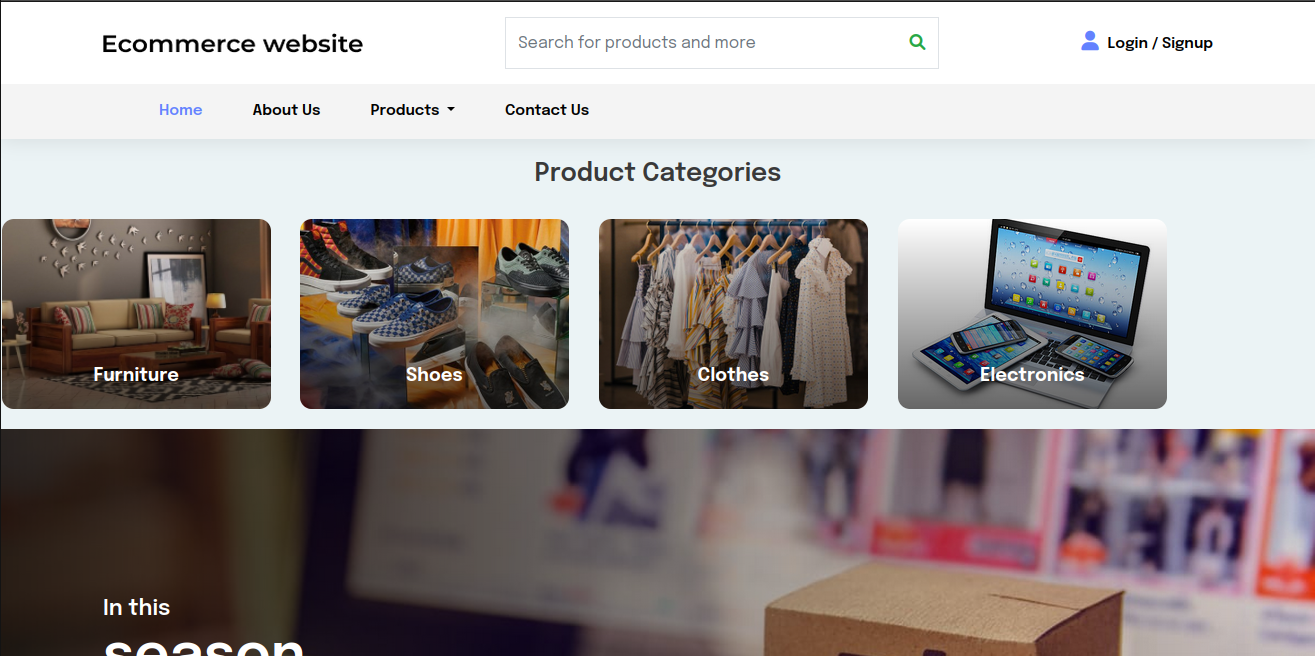 Ecommerce website
Search for products and more
Login / Signup
Home
About Us
Products
Contact Us
Product Categories
Furniture
Shoes
Clothes
Electronics
In this
season